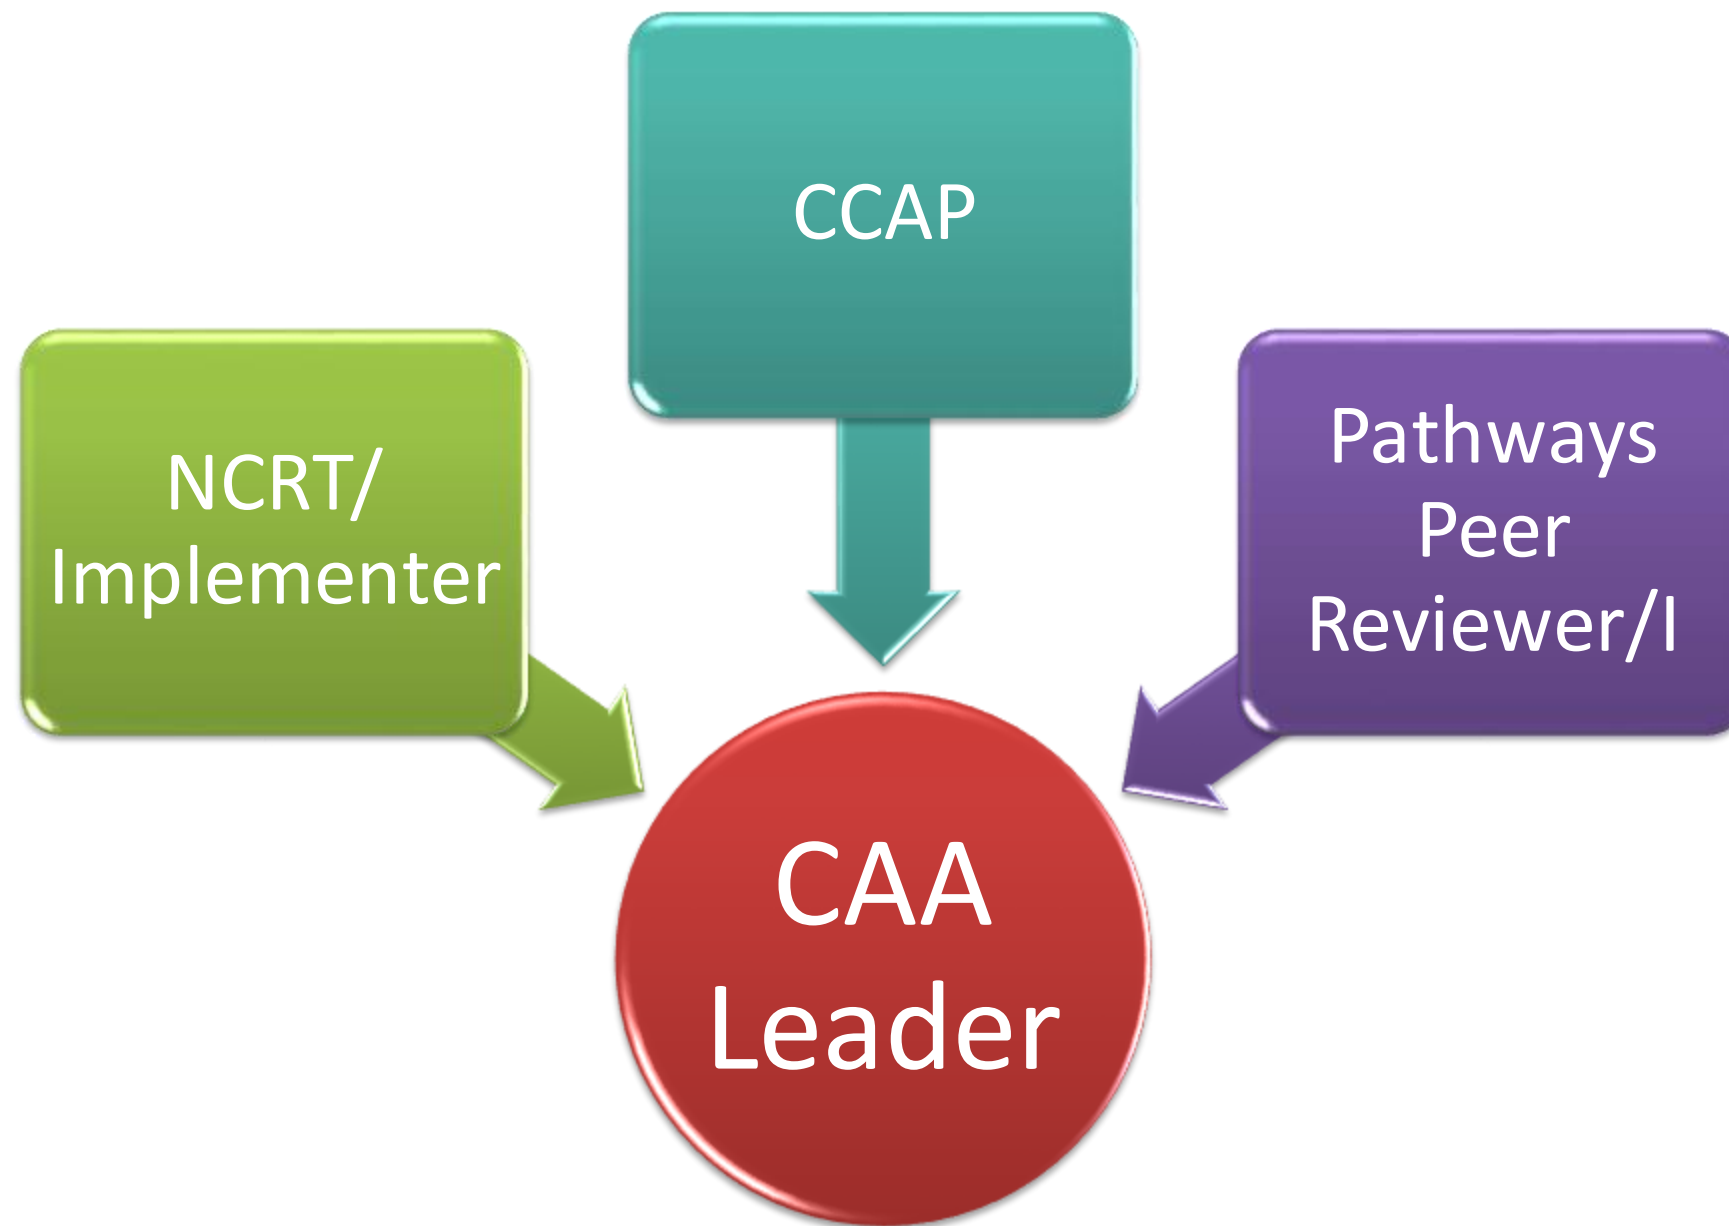 CCAP
NCRT/
Implementer
Pathways
Peer
Reviewer/I
CAA
Leader